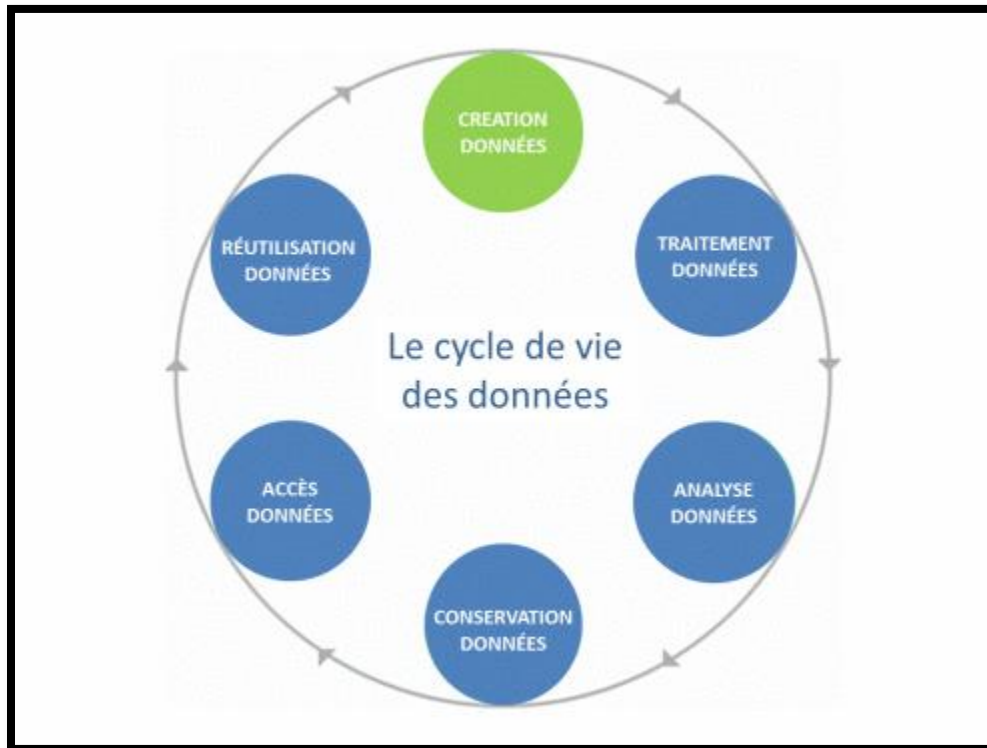 CREATION
DONNÉES
TRAITEMENT
DONNÉES
ANALYSE
DONNÉES
CONSERVATION
DONNÉES
ACCÈS
DONNÉES
RÉUTILISATION
DONNÉES
Le cycle de vie
des données